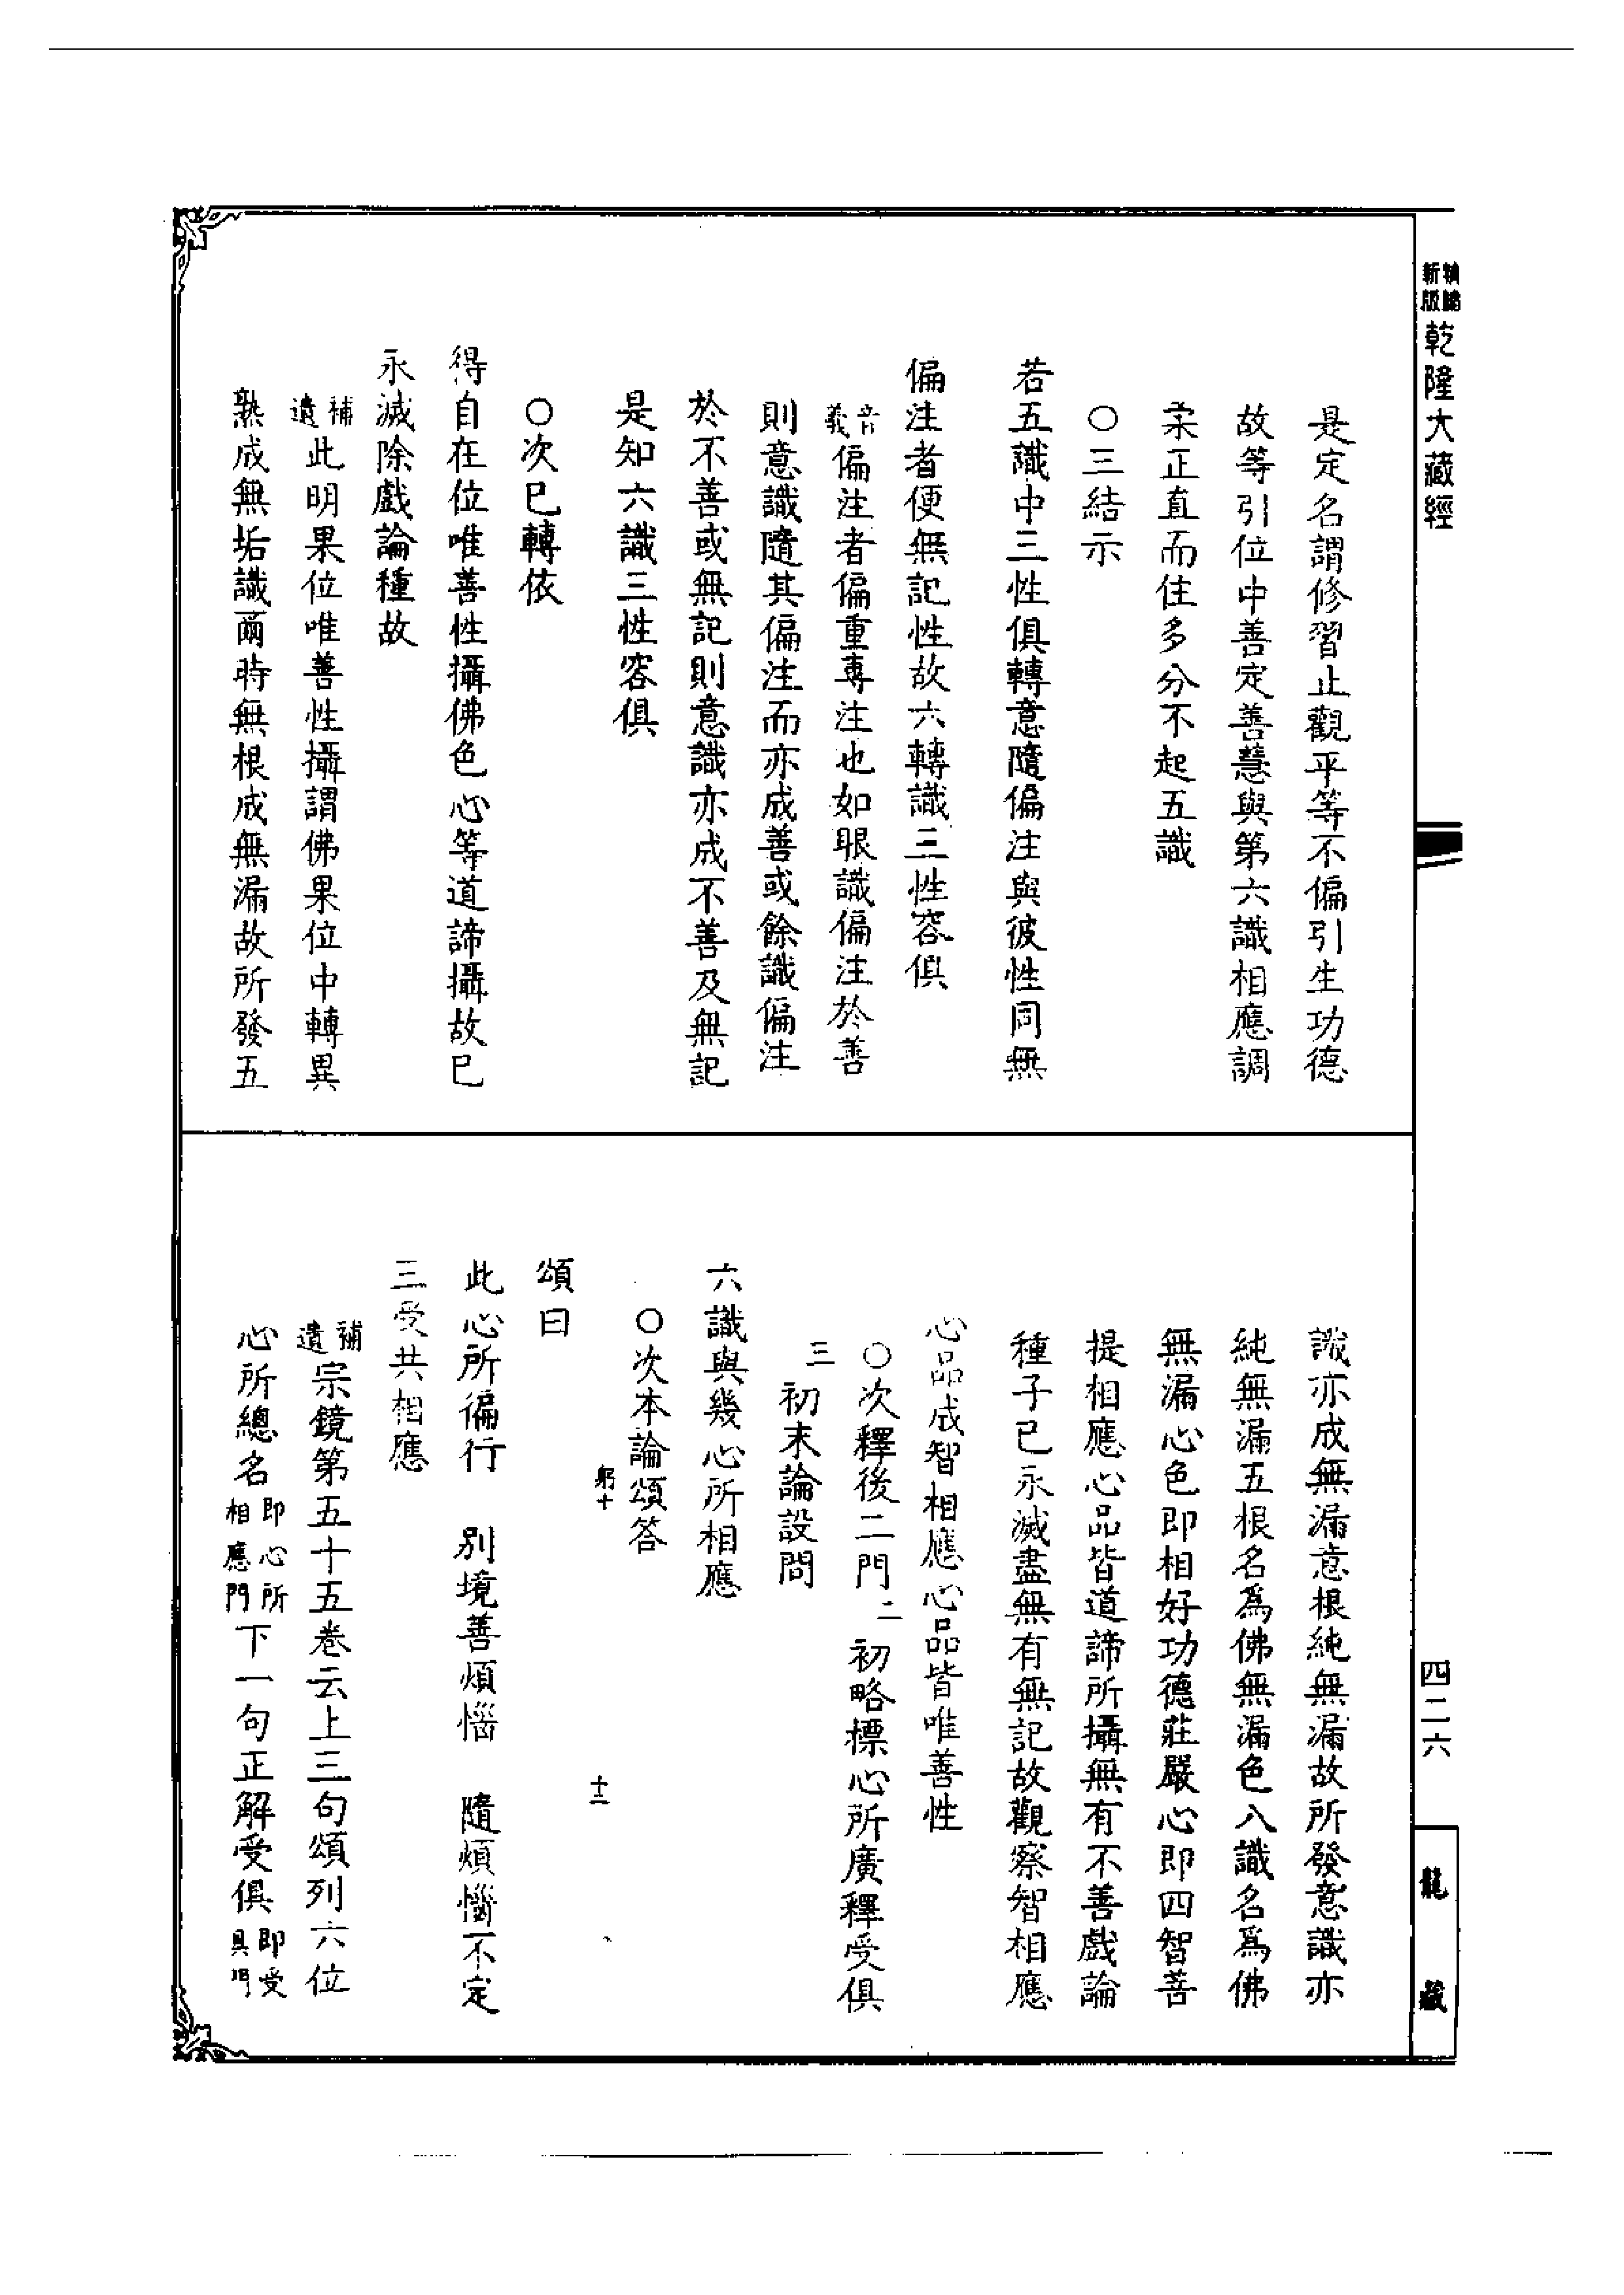 新版
乾隆大藏經
四二六
龍藏
是定名謂修習止觀平等不偏引生功德
故等引位中善定善慧與第六識相應調
柔正直而住多分不起五識
○三結示
若五識中三性俱轉意隨偏注與彼性同無
偏注者便無記性故六轉識三性容俱
音義偏注者偏重專注也如眼識偏注於善
則意識隨其偏注而亦成善或餘識偏注
於不善或無記則意識亦成不善及無記
是知六識三性容俱
○次巳轉依
得自在位唯善性攝佛色心等道諦攝故巳
永滅除戲論種故
補遺此明果位唯善性攝謂佛果位中轉異
熟成無垢識爾時無根成無漏故所發五
識亦成無漏意根純無漏故所發意識亦
純無漏五根名為佛無漏色八識名為佛
無漏心色即相好功德莊嚴心即四智菩
提相應心品皆道諦所攝無有不善戲論
種子已永滅盡無有無記故觀察智相應
心品成智相應心品皆唯善性
○次釋後二門二初略標心所廣釋受俱
三初末論設問
六識與幾心所相應
○次本論頌答
躬十 十二
頌曰
此心所徧行 別境善煩惱 隨煩惱不定
三受共相應
補遺宗鏡第五十五卷云上三句頌列六位
心所總名即心所相應門下一句正解受俱即受俱門